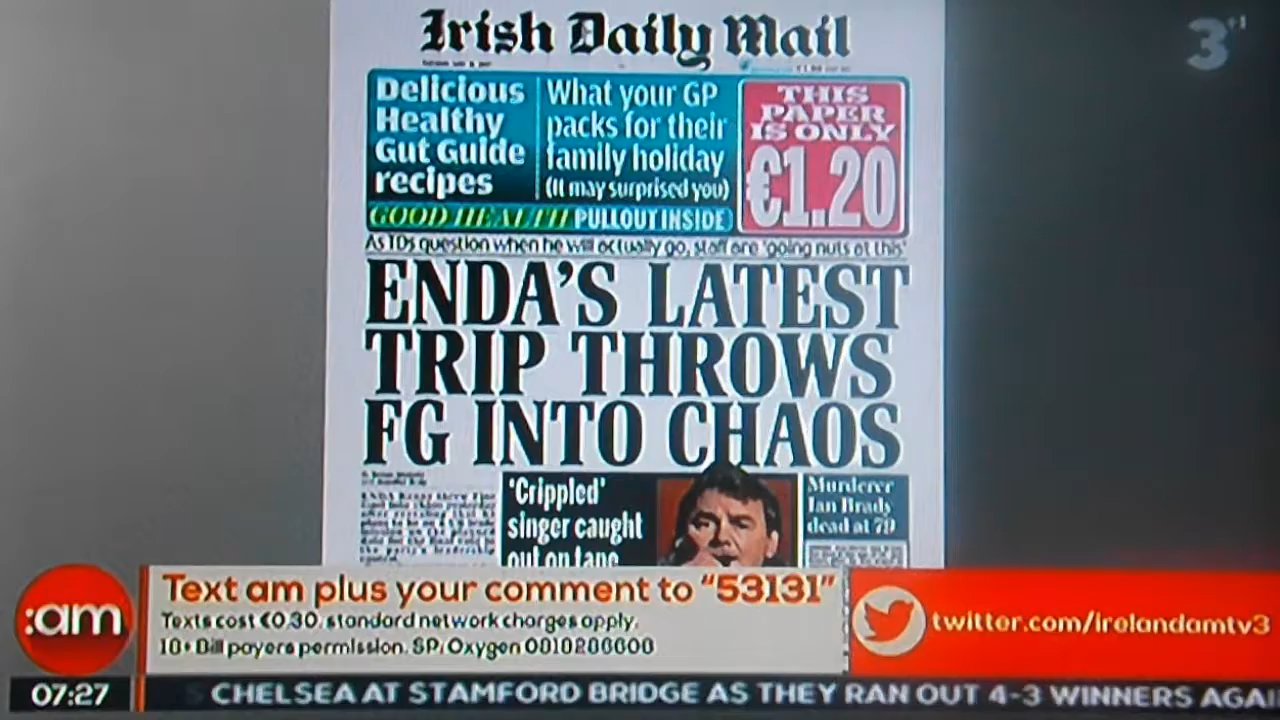 Irish Daily Mail
3+1
Delicious
Healthy
Gut Guide
recipes
What your GP
packs for their
family holiday
(It may surprised you)
THIS
PAPER
IS ONLY
€1.20
GOOD HEALTH PULLOUT INSIDE
As TDs question when he will actually go, staff are 'going nuts at this'
ENDA'S LATEST
TRIP THROWS
FG INTO CHAOS
'Crippled'
singer caught
out on tape
Murderer
Ian Brady
dead at 79
:am
Text am plus your comment to "53131"
Texts cost €0.30. standard network charges apply.
18+ Bill payers permission. SP: Oxygen
twitter.com/irelandamtv3
07:27
CHELSEA AT STAMFORD BRIDGE AS THEY RAN OUT 4-3 WINNERS AGAI